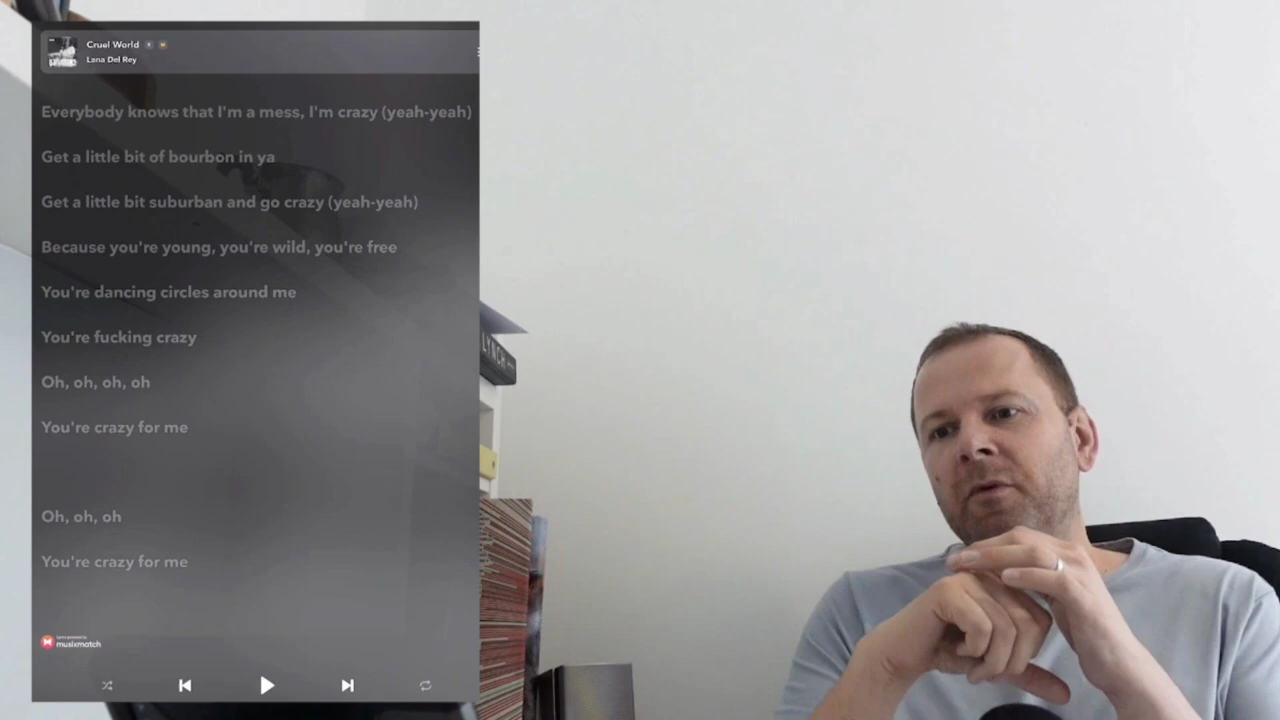 Cruel World E
Lana Del Rey
Everybody knows that I'm a mess, I'm crazy (yeah-yeah)
Get a little bit of bourbon in ya
Get a little bit suburban and go crazy (yeah-yeah)
Because you're young, you're wild, you're free
You're dancing circles around me
You're fucking crazy
Oh, oh, oh, oh
You're crazy for me
Oh, oh, oh
You're crazy for me
Lyrics powered by
musixmatch
LYNCH